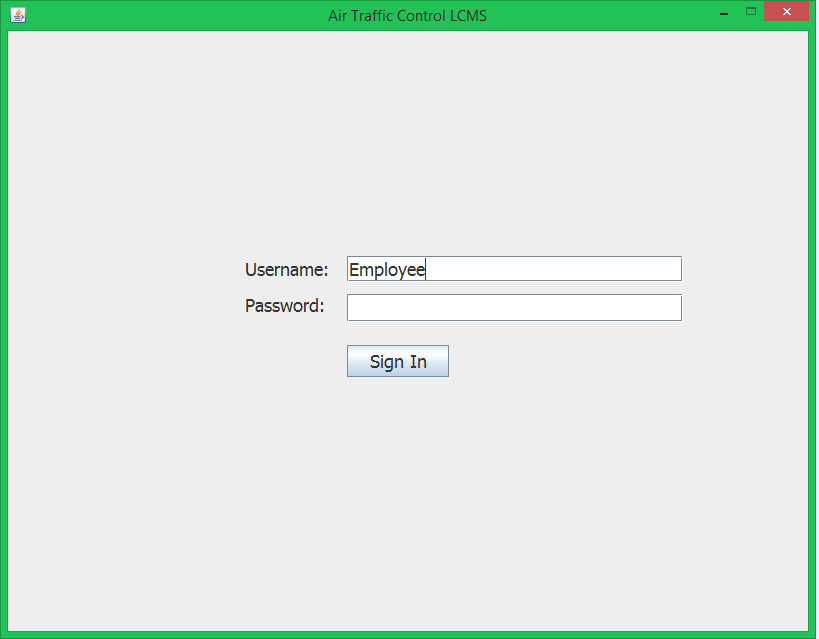 Air Traffic Control LCMS
Username: Employee
Password:
Sign In